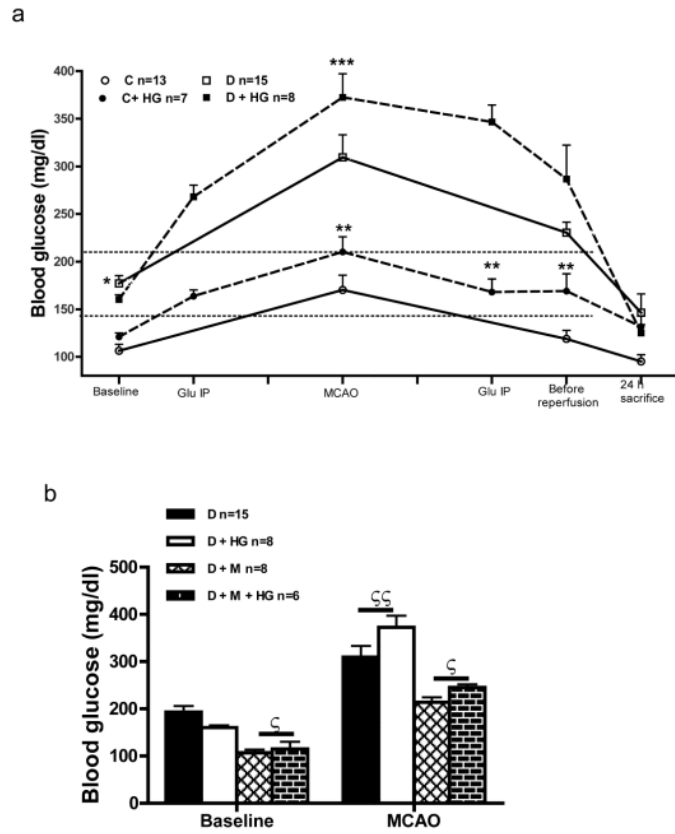 a
C n=13 D n=15
C+ HG n=7 D + HG n=8
Blood glucose (mg/dl)
400
350
300
250
200
150
100
***
**
**
**
*
Baseline Glu IP MCAO Glu IP Before reperfusion 24 h sacrifice
b
D n=15
D + HG n=8
D + M n=8
D + M + HG n=6
Blood glucose (mg/dl)
500
400
300
200
100
0
ςς
ς
ς
Baseline MCAO